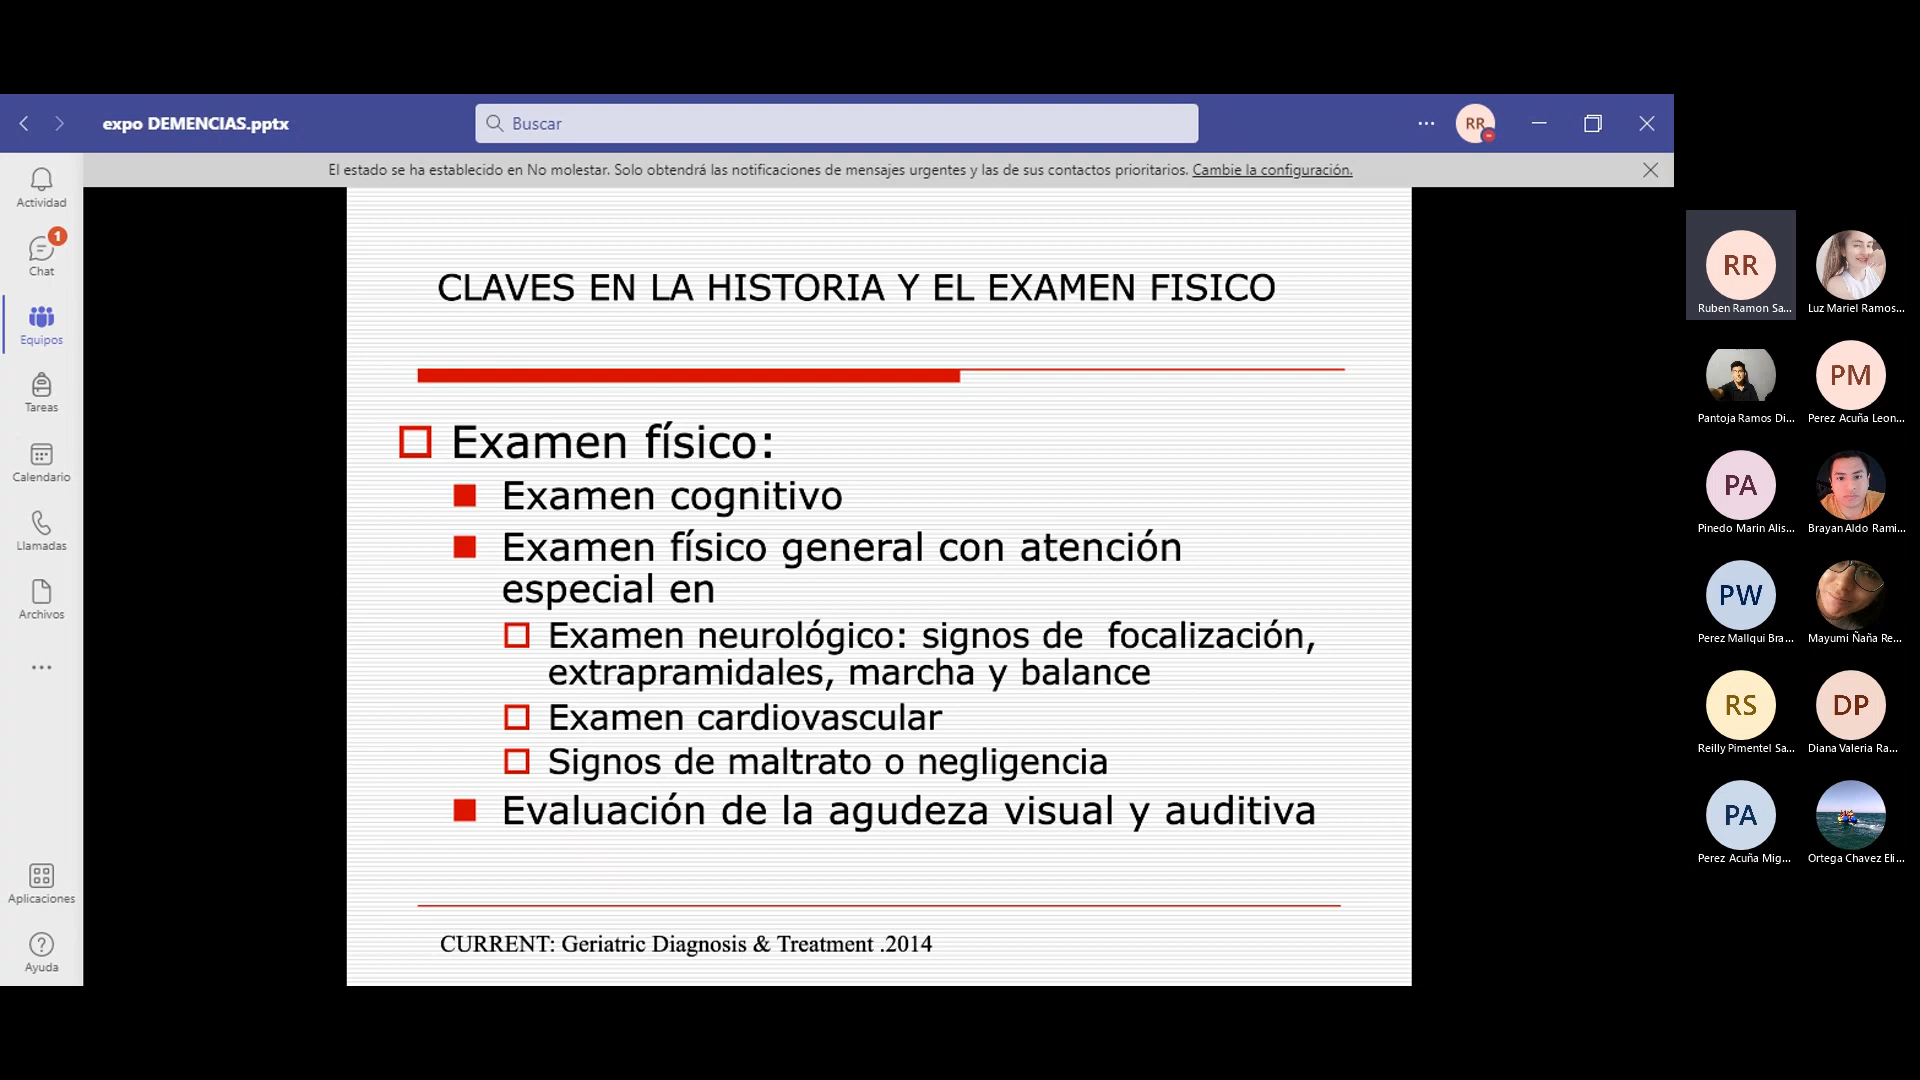 expo DEMENCIAS.pptx
Buscar
RR
El estado se ha establecido en No molestar. Solo obtendrá las notificaciones de mensajes urgentes y las de sus contactos prioritarios. Cambie la configuración.
Actividad
1
Chat
Equipos
Tareas
Calendario
Llamadas
Archivos
Aplicaciones
Ayuda
CLAVES EN LA HISTORIA Y EL EXAMEN FISICO
Examen físico:
Examen cognitivo
Examen físico general con atención
especial en
Examen neurológico: signos de focalización,
extrapramidales, marcha y balance
Examen cardiovascular
Signos de maltrato o negligencia
Evaluación de la agudeza visual y auditiva
CURRENT: Geriatric Diagnosis & Treatment .2014
RR
Ruben Ramon Sa...
Luz Mariel Ramos...
Pantoja Ramos Di...
PM
Perez Acuña Leon...
PA
Pinedo Marin Alis...
Brayan Aldo Rami...
PW
Perez Mallqui Bra...
Mayumi Ñaña Re...
RS
Reilly Pimentel Sa...
DP
Diana Valeria Ra...
PA
Perez Acuña Mig...
Ortega Chavez Eli...